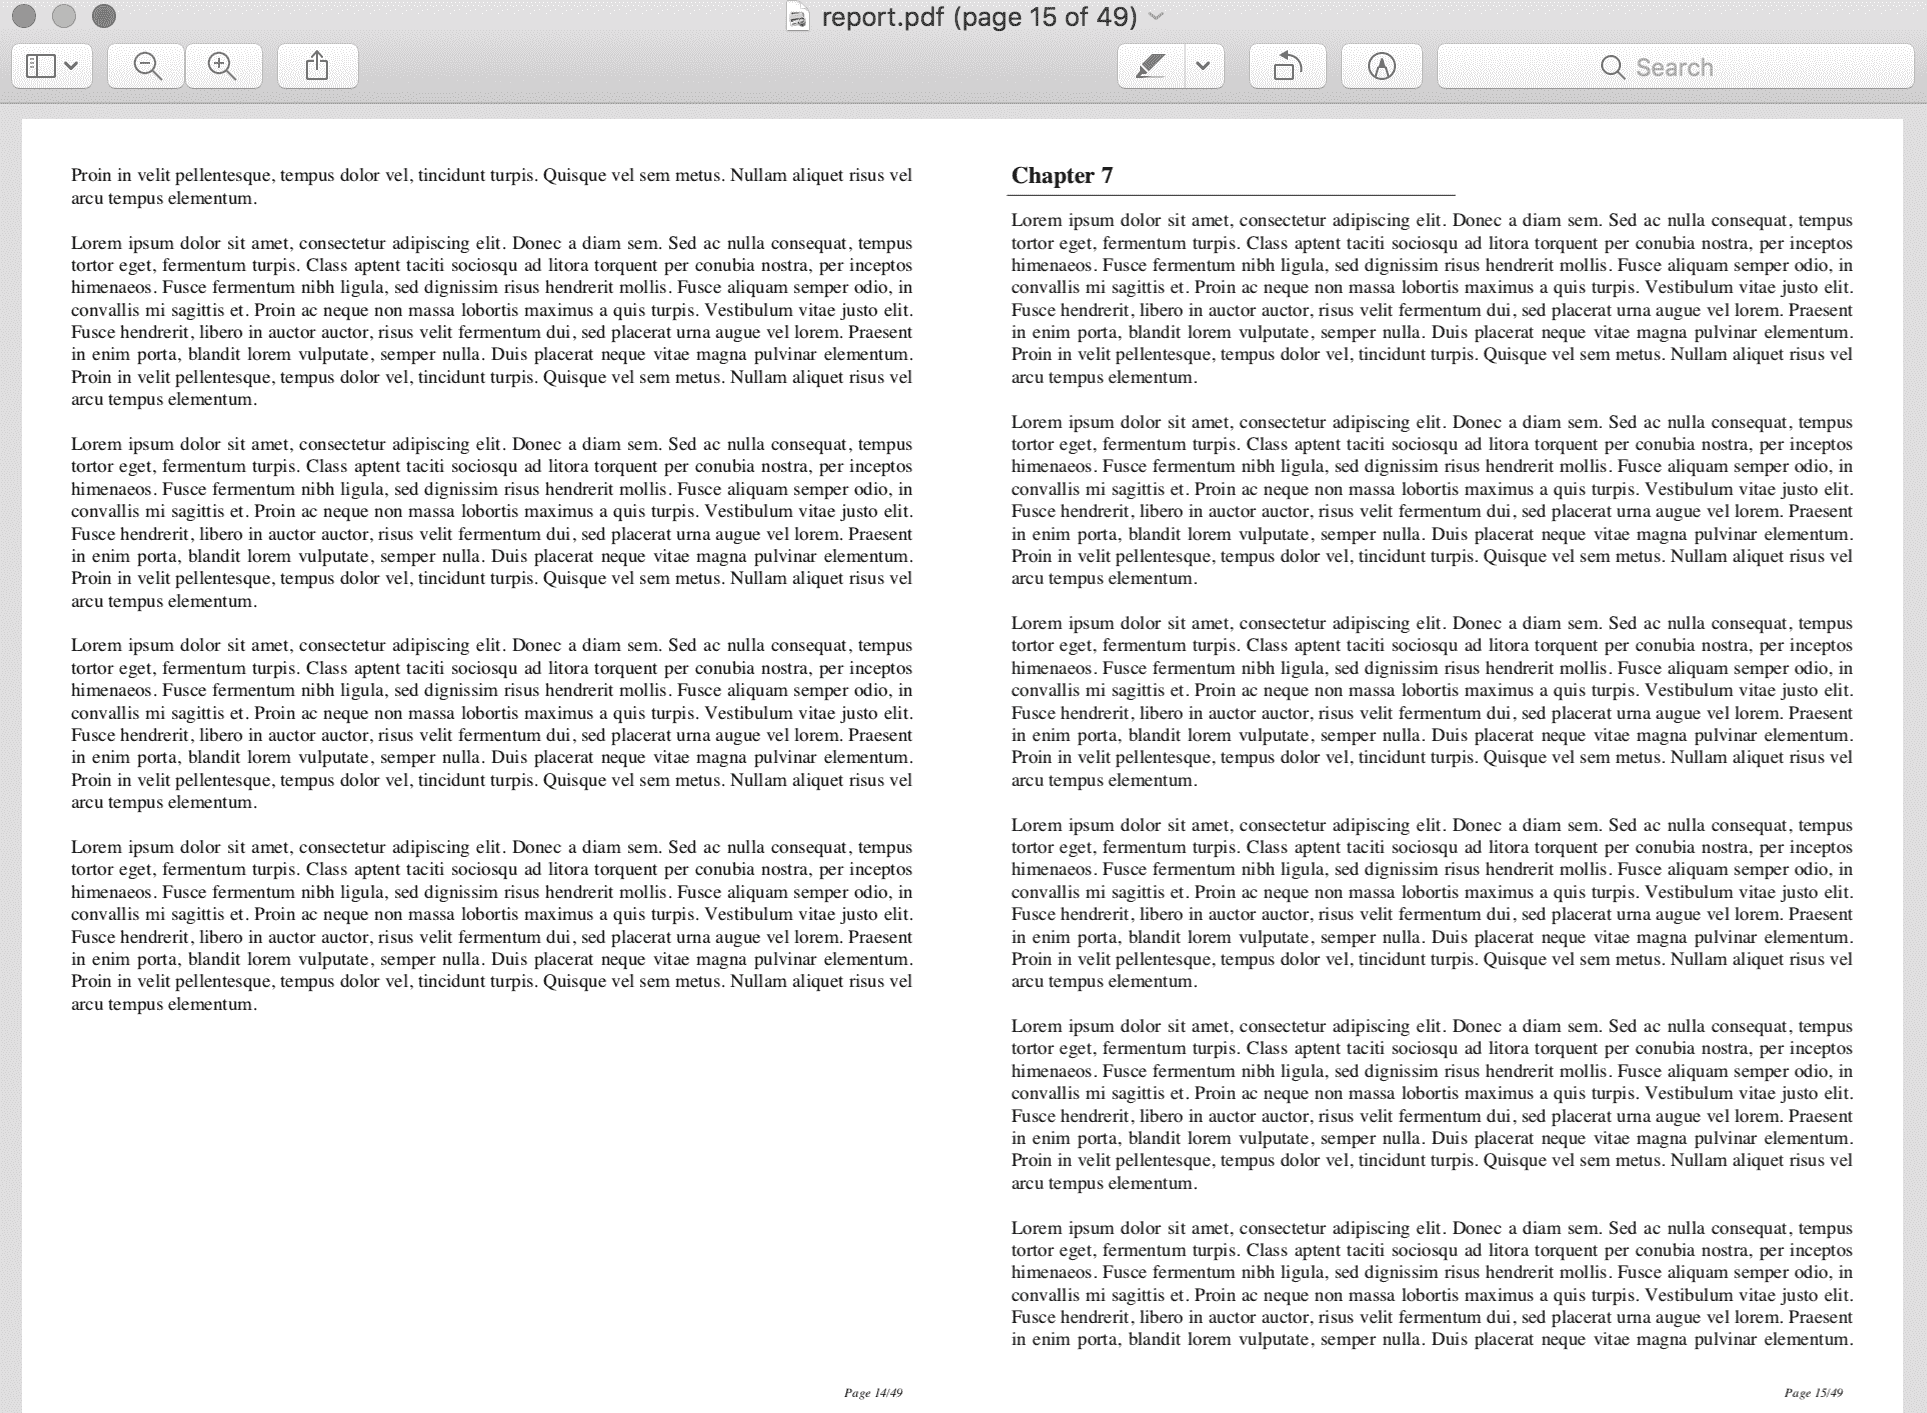 report.pdf (page 15 of 49)
Search
Proin in velit pellentesque, tempus dolor vel, tincidunt turpis. Quisque vel sem metus. Nullam aliquet risus vel
arcu tempus elementum.
Lorem ipsum dolor sit amet, consectetur adipiscing elit. Donec a diam sem. Sed ac nulla consequat, tempus
tortor eget, fermentum turpis. Class aptent taciti sociosqu ad litora torquent per conubia nostra, per inceptos
himenaeos. Fusce fermentum nibh ligula, sed dignissim risus hendrerit mollis. Fusce aliquam semper odio, in
convallis mi sagittis et. Proin ac neque non massa lobortis maximus a quis turpis. Vestibulum vitae justo elit.
Fusce hendrerit, libero in auctor auctor, risus velit fermentum dui, sed placerat urna augue vel lorem. Praesent
in enim porta, blandit lorem vulputate, semper nulla. Duis placerat neque vitae magna pulvinar elementum.
Proin in velit pellentesque, tempus dolor vel, tincidunt turpis. Quisque vel sem metus. Nullam aliquet risus vel
arcu tempus elementum.
Lorem ipsum dolor sit amet, consectetur adipiscing elit. Donec a diam sem. Sed ac nulla consequat, tempus
tortor eget, fermentum turpis. Class aptent taciti sociosqu ad litora torquent per conubia nostra, per inceptos
himenaeos. Fusce fermentum nibh ligula, sed dignissim risus hendrerit mollis. Fusce aliquam semper odio, in
convallis mi sagittis et. Proin ac neque non massa lobortis maximus a quis turpis. Vestibulum vitae justo elit.
Fusce hendrerit, libero in auctor auctor, risus velit fermentum dui, sed placerat urna augue vel lorem. Praesent
in enim porta, blandit lorem vulputate, semper nulla. Duis placerat neque vitae magna pulvinar elementum.
Proin in velit pellentesque, tempus dolor vel, tincidunt turpis. Quisque vel sem metus. Nullam aliquet risus vel
arcu tempus elementum.
Lorem ipsum dolor sit amet, consectetur adipiscing elit. Donec a diam sem. Sed ac nulla consequat, tempus
tortor eget, fermentum turpis. Class aptent taciti sociosqu ad litora torquent per conubia nostra, per inceptos
himenaeos. Fusce fermentum nibh ligula, sed dignissim risus hendrerit mollis. Fusce aliquam semper odio, in
convallis mi sagittis et. Proin ac neque non massa lobortis maximus a quis turpis. Vestibulum vitae justo elit.
Fusce hendrerit, libero in auctor auctor, risus velit fermentum dui, sed placerat urna augue vel lorem. Praesent
in enim porta, blandit lorem vulputate, semper nulla. Duis placerat neque vitae magna pulvinar elementum.
Proin in velit pellentesque, tempus dolor vel, tincidunt turpis. Quisque vel sem metus. Nullam aliquet risus vel
arcu tempus elementum.
Lorem ipsum dolor sit amet, consectetur adipiscing elit. Donec a diam sem. Sed ac nulla consequat, tempus
tortor eget, fermentum turpis. Class aptent taciti sociosqu ad litora torquent per conubia nostra, per inceptos
himenaeos. Fusce fermentum nibh ligula, sed dignissim risus hendrerit mollis. Fusce aliquam semper odio, in
convallis mi sagittis et. Proin ac neque non massa lobortis maximus a quis turpis. Vestibulum vitae justo elit.
Fusce hendrerit, libero in auctor auctor, risus velit fermentum dui, sed placerat urna augue vel lorem. Praesent
in enim porta, blandit lorem vulputate, semper nulla. Duis placerat neque vitae magna pulvinar elementum.
Proin in velit pellentesque, tempus dolor vel, tincidunt turpis. Quisque vel sem metus. Nullam aliquet risus vel
arcu tempus elementum.
Page 14/49
Chapter 7
Lorem ipsum dolor sit amet, consectetur adipiscing elit. Donec a diam sem. Sed ac nulla consequat, tempus
tortor eget, fermentum turpis. Class aptent taciti sociosqu ad litora torquent per conubia nostra, per inceptos
himenaeos. Fusce fermentum nibh ligula, sed dignissim risus hendrerit mollis. Fusce aliquam semper odio, in
convallis mi sagittis et. Proin ac neque non massa lobortis maximus a quis turpis. Vestibulum vitae justo elit.
Fusce hendrerit, libero in auctor auctor, risus velit fermentum dui, sed placerat urna augue vel lorem. Praesent
in enim porta, blandit lorem vulputate, semper nulla. Duis placerat neque vitae magna pulvinar elementum.
Proin in velit pellentesque, tempus dolor vel, tincidunt turpis. Quisque vel sem metus. Nullam aliquet risus vel
arcu tempus elementum.
Lorem ipsum dolor sit amet, consectetur adipiscing elit. Donec a diam sem. Sed ac nulla consequat, tempus
tortor eget, fermentum turpis. Class aptent taciti sociosqu ad litora torquent per conubia nostra, per inceptos
himenaeos. Fusce fermentum nibh ligula, sed dignissim risus hendrerit mollis. Fusce aliquam semper odio, in
convallis mi sagittis et. Proin ac neque non massa lobortis maximus a quis turpis. Vestibulum vitae justo elit.
Fusce hendrerit, libero in auctor auctor, risus velit fermentum dui, sed placerat urna augue vel lorem. Praesent
in enim porta, blandit lorem vulputate, semper nulla. Duis placerat neque vitae magna pulvinar elementum.
Proin in velit pellentesque, tempus dolor vel, tincidunt turpis. Quisque vel sem metus. Nullam aliquet risus vel
arcu tempus elementum.
Lorem ipsum dolor sit amet, consectetur adipiscing elit. Donec a diam sem. Sed ac nulla consequat, tempus
tortor eget, fermentum turpis. Class aptent taciti sociosqu ad litora torquent per conubia nostra, per inceptos
himenaeos. Fusce fermentum nibh ligula, sed dignissim risus hendrerit mollis. Fusce aliquam semper odio, in
convallis mi sagittis et. Proin ac neque non massa lobortis maximus a quis turpis. Vestibulum vitae justo elit.
Fusce hendrerit, libero in auctor auctor, risus velit fermentum dui, sed placerat urna augue vel lorem. Praesent
in enim porta, blandit lorem vulputate, semper nulla. Duis placerat neque vitae magna pulvinar elementum.
Proin in velit pellentesque, tempus dolor vel, tincidunt turpis. Quisque vel sem metus. Nullam aliquet risus vel
arcu tempus elementum.
Lorem ipsum dolor sit amet, consectetur adipiscing elit. Donec a diam sem. Sed ac nulla consequat, tempus
tortor eget, fermentum turpis. Class aptent taciti sociosqu ad litora torquent per conubia nostra, per inceptos
himenaeos. Fusce fermentum nibh ligula, sed dignissim risus hendrerit mollis. Fusce aliquam semper odio, in
convallis mi sagittis et. Proin ac neque non massa lobortis maximus a quis turpis. Vestibulum vitae justo elit.
Fusce hendrerit, libero in auctor auctor, risus velit fermentum dui, sed placerat urna augue vel lorem. Praesent
in enim porta, blandit lorem vulputate, semper nulla. Duis placerat neque vitae magna pulvinar elementum.
Proin in velit pellentesque, tempus dolor vel, tincidunt turpis. Quisque vel sem metus. Nullam aliquet risus vel
arcu tempus elementum.
Lorem ipsum dolor sit amet, consectetur adipiscing elit. Donec a diam sem. Sed ac nulla consequat, tempus
tortor eget, fermentum turpis. Class aptent taciti sociosqu ad litora torquent per conubia nostra, per inceptos
himenaeos. Fusce fermentum nibh ligula, sed dignissim risus hendrerit mollis. Fusce aliquam semper odio, in
convallis mi sagittis et. Proin ac neque non massa lobortis maximus a quis turpis. Vestibulum vitae justo elit.
Fusce hendrerit, libero in auctor auctor, risus velit fermentum dui, sed placerat urna augue vel lorem. Praesent
in enim porta, blandit lorem vulputate, semper nulla. Duis placerat neque vitae magna pulvinar elementum.
Proin in velit pellentesque, tempus dolor vel, tincidunt turpis. Quisque vel sem metus. Nullam aliquet risus vel
arcu tempus elementum.
Lorem ipsum dolor sit amet, consectetur adipiscing elit. Donec a diam sem. Sed ac nulla consequat, tempus
tortor eget, fermentum turpis. Class aptent taciti sociosqu ad litora torquent per conubia nostra, per inceptos
himenaeos. Fusce fermentum nibh ligula, sed dignissim risus hendrerit mollis. Fusce aliquam semper odio, in
convallis mi sagittis et. Proin ac neque non massa lobortis maximus a quis turpis. Vestibulum vitae justo elit.
Fusce hendrerit, libero in auctor auctor, risus velit fermentum dui, sed placerat urna augue vel lorem. Praesent
in enim porta, blandit lorem vulputate, semper nulla. Duis placerat neque vitae magna pulvinar elementum.
Page 15/49